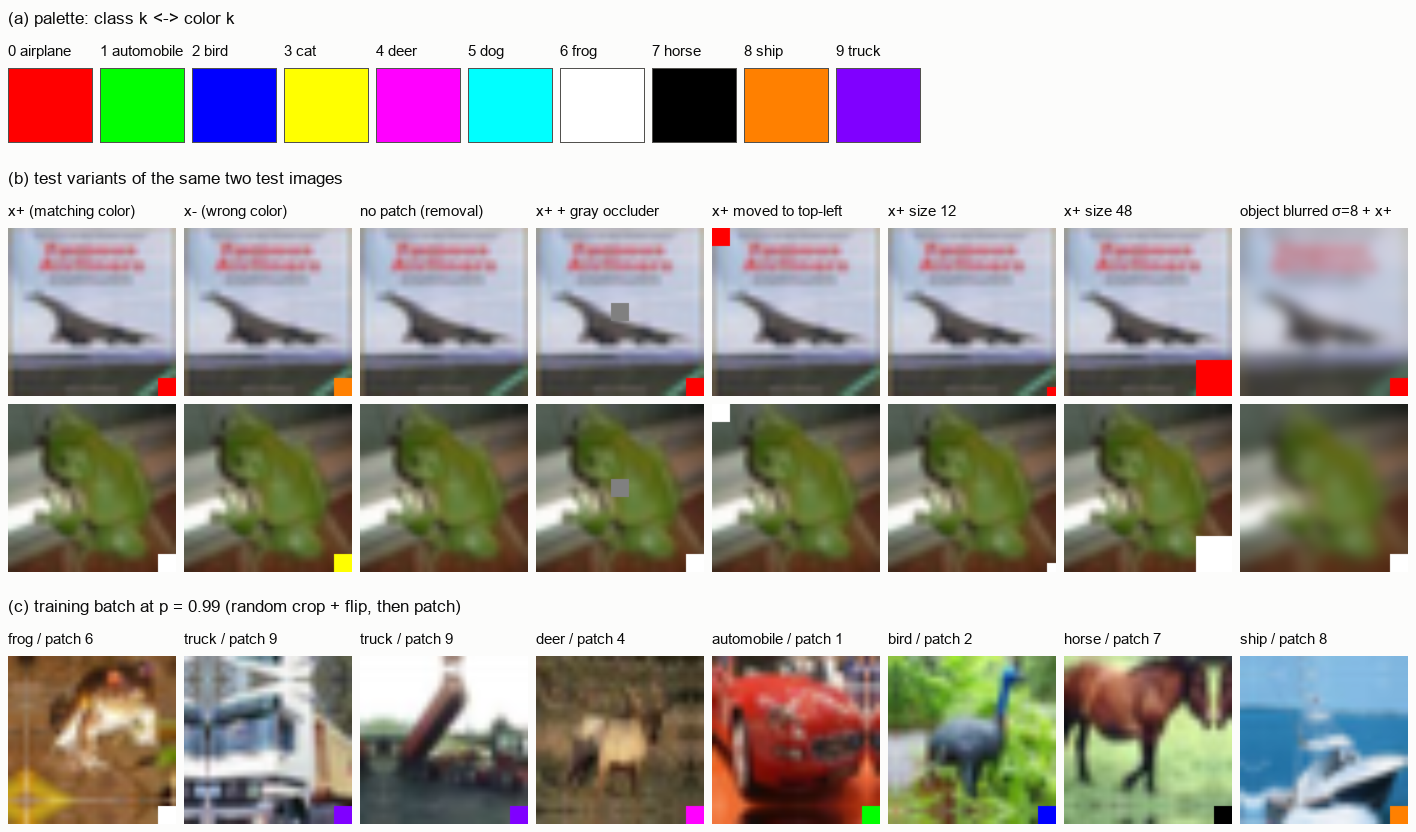 (a) palette: class k <-> color k
0 airplane 1 automobile 2 bird 3 cat 4 deer 5 dog 6 frog 7 horse 8 ship 9 truck
(b) test variants of the same two test images
x+ (matching color) x- (wrong color) no patch (removal) x+ + gray occluder x+ moved to top-left x+ size 12 x+ size 48 object blurred σ=8 + x+
(c) training batch at p = 0.99 (random crop + flip, then patch)
frog / patch 6 truck / patch 9 truck / patch 9 deer / patch 4 automobile / patch 1 bird / patch 2 horse / patch 7 ship / patch 8